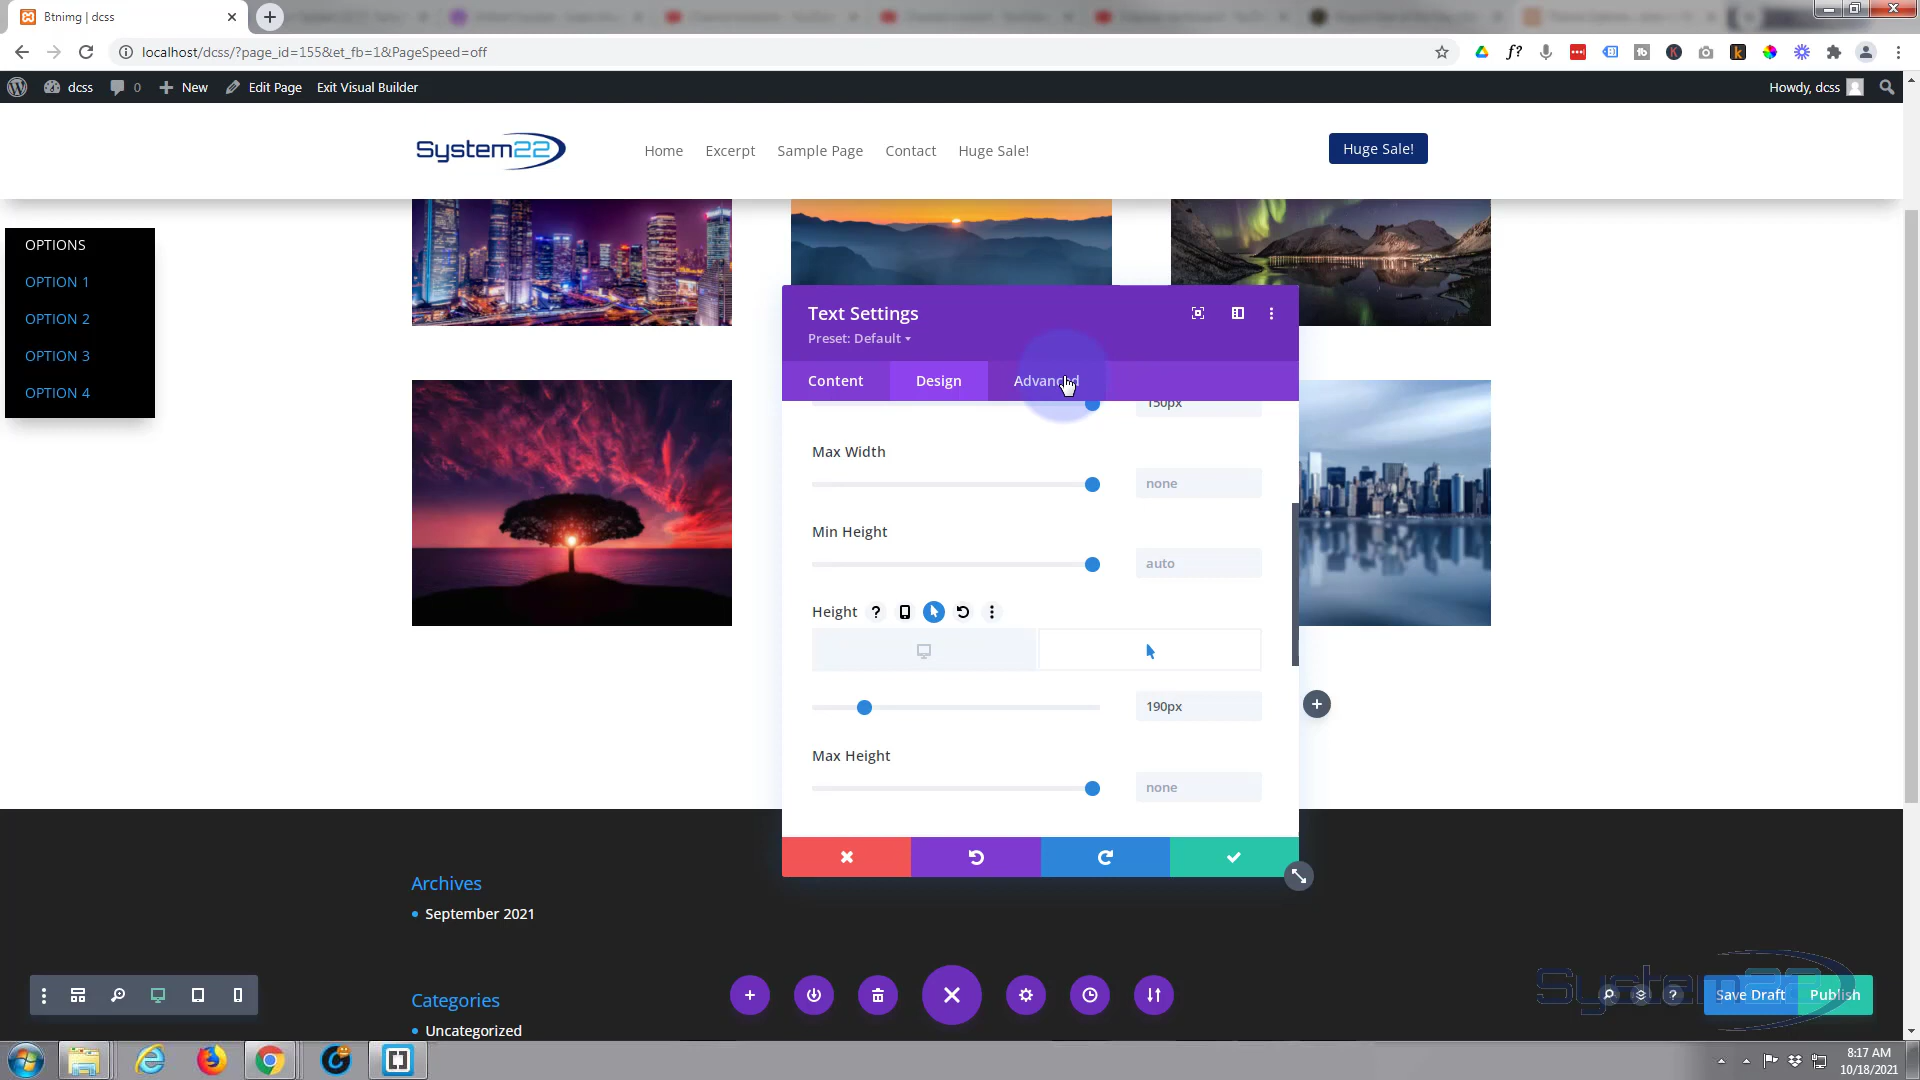 Btnimg | dcss
localhost/dcss/?page_id=155&et_fb=1&PageSpeed=off
dcss
0
New
Edit Page
Exit Visual Builder
Howdy, dcss
System22
Home
Excerpt
Sample Page
Contact
Huge Sale!
Huge Sale!
OPTIONS
OPTION 1
OPTION 2
OPTION 3
OPTION 4
Text Settings
Preset: Default
Content
Design
Advanced
150px
Max Width
none
Min Height
auto
Height
190px
Max Height
none
Archives
September 2021
Categories
Uncategorized
System22
Save Draft
Publish
8:17 AM
10/18/2021